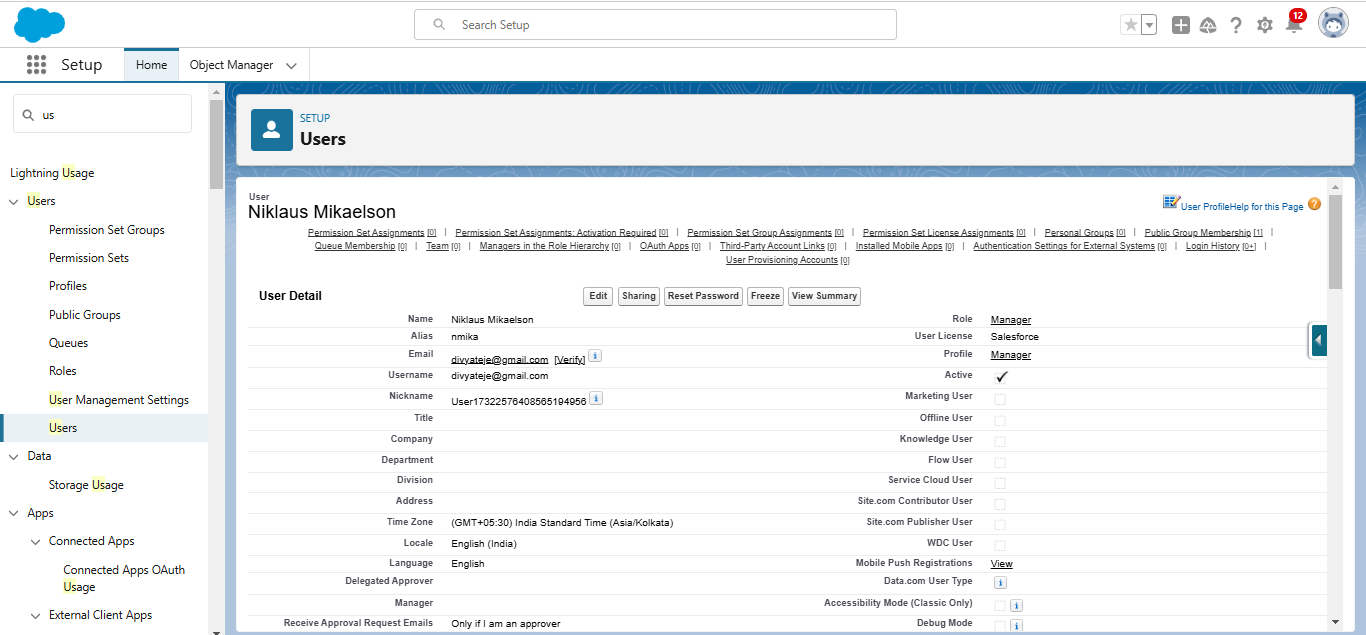 Search Setup
12
Setup
Home
Object Manager
us
Lightning Usage
Users
Permission Set Groups
Permission Sets
Profiles
Public Groups
Queues
Roles
User Management Settings
Users
Data
Storage Usage
Apps
Connected Apps
Connected Apps OAuth
Usage
External Client Apps
SETUP
Users
User
Niklaus Mikaelson
User ProfileHelp for this Page ?
Permission Set Assignments [0] | Permission Set Assignments: Activation Required [0] | Permission Set Group Assignments [0] | Permission Set License Assignments [0] | Personal Groups [0] | Public Group Membership [1] |
Queue Membership [0] | Team [0] | Managers in the Role Hierarchy [0] | OAuth Apps [0] | Third-Party Account Links [0] | Installed Mobile Apps [0] | Authentication Settings for External Systems [0] | Login History [0+] |
User Provisioning Accounts [0]
User Detail Edit Sharing Reset Password Freeze View Summary
Name Niklaus Mikaelson Role Manager
Alias nmika User License Salesforce
Email divyateje@gmail.com [Verify] i Profile Manager
Username divyateje@gmail.com Active ✓
Nickname User17322576408565194956 i Marketing User
Title Offline User
Company Knowledge User
Department Flow User
Division Service Cloud User
Address Site.com Contributor User
Time Zone (GMT+05:30) India Standard Time (Asia/Kolkata) Site.com Publisher User
Locale English (India) WDC User
Language English Mobile Push Registrations View
Delegated Approver Data.com User Type i
Manager Accessibility Mode (Classic Only) i
Receive Approval Request Emails Only if I am an approver Debug Mode i